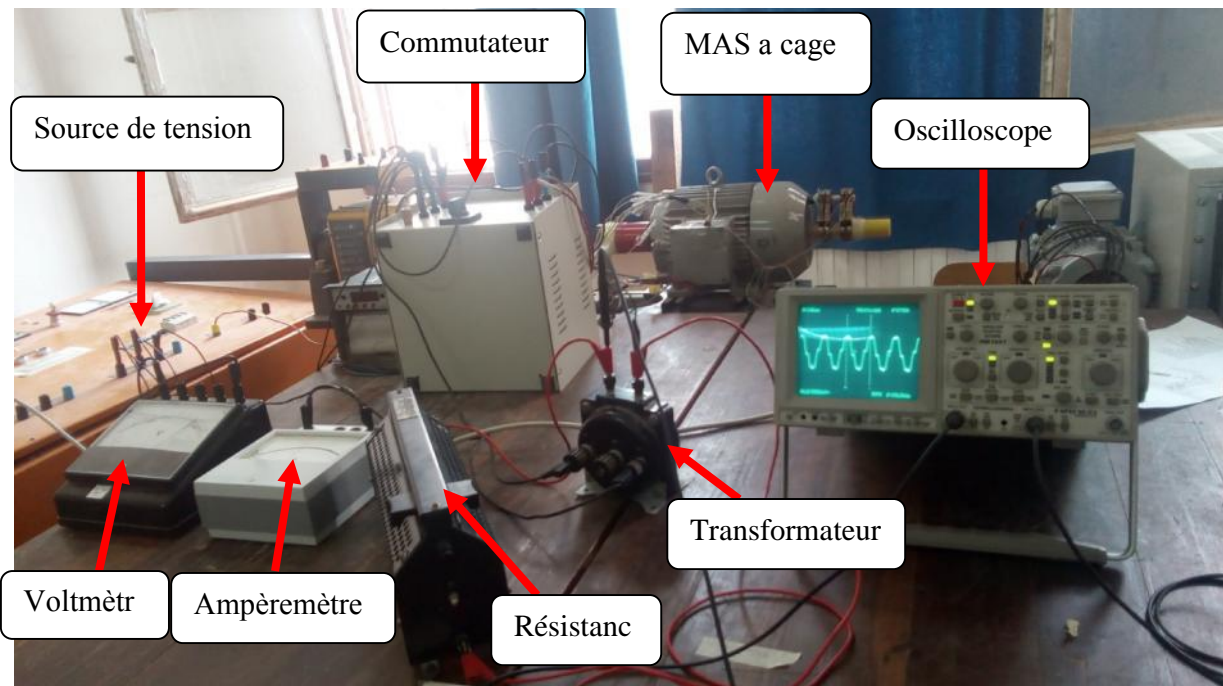 Commutateur
MAS a cage
Source de tension
Oscilloscope
Transformateur
Voltmètr
Ampèremètre
Résistanc